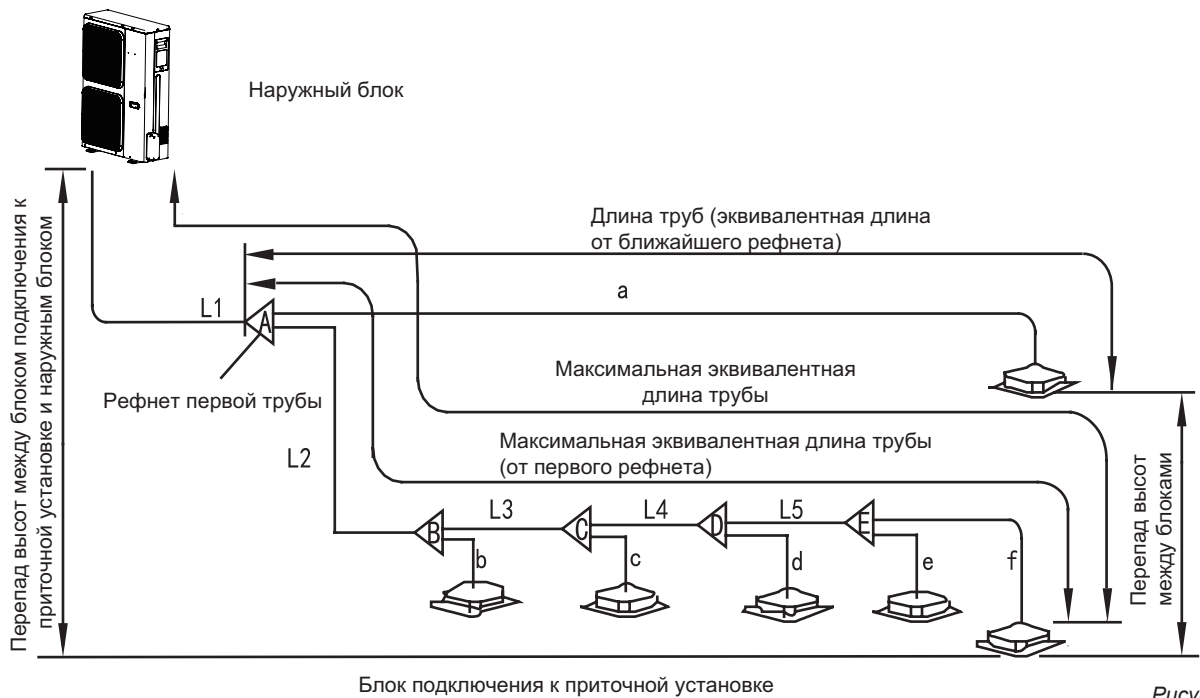 Наружный блок
Перепад высот между блоком подключения к
приточной установке и наружным блоком
Длина труб (эквивалентная длина
от ближайшего рефнета)
a
L1
A
Рефнет первой трубы
Максимальная эквивалентная
длина трубы
L2
Максимальная эквивалентная длина трубы
(от первого рефнета)
B
L3
C
L4
D
L5
E
b
c
d
e
f
Перепад высот
между блоками
Блок подключения к приточной установке
Рису